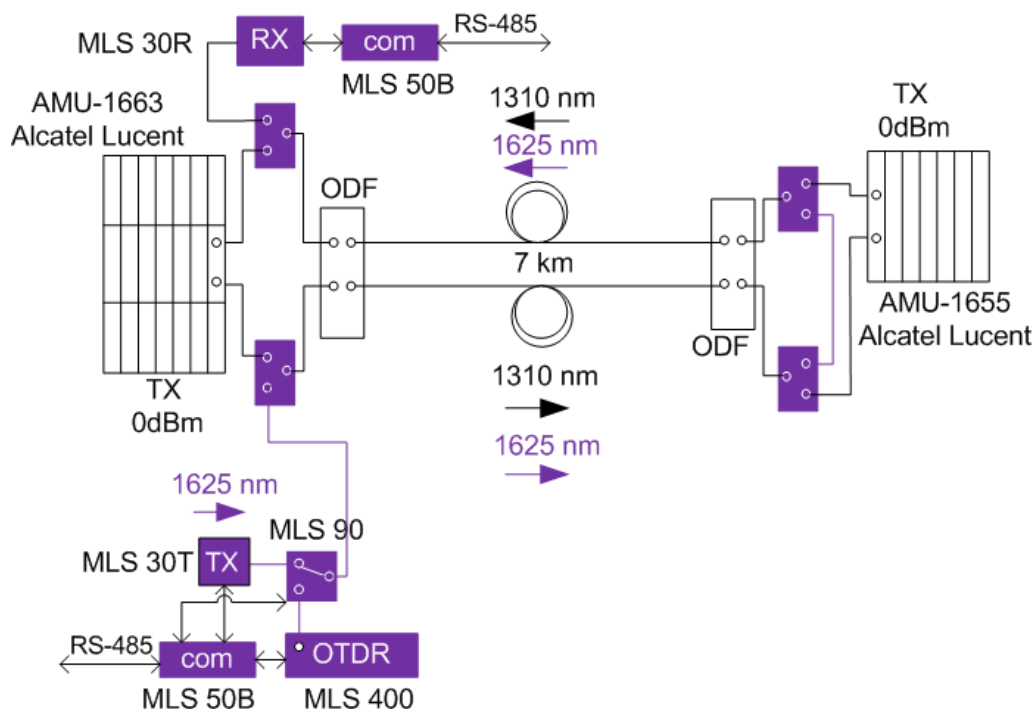 MLS 30R
RX
com
RS-485
MLS 50B
AMU-1663
Alcatel Lucent
1310 nm
1625 nm
TX
0dBm
ODF
7 km
AMU-1655
Alcatel Lucent
ODF
TX
0dBm
1310 nm
1625 nm
1625 nm
MLS 90
MLS 30T
TX
RS-485
com
OTDR
MLS 50B
MLS 400